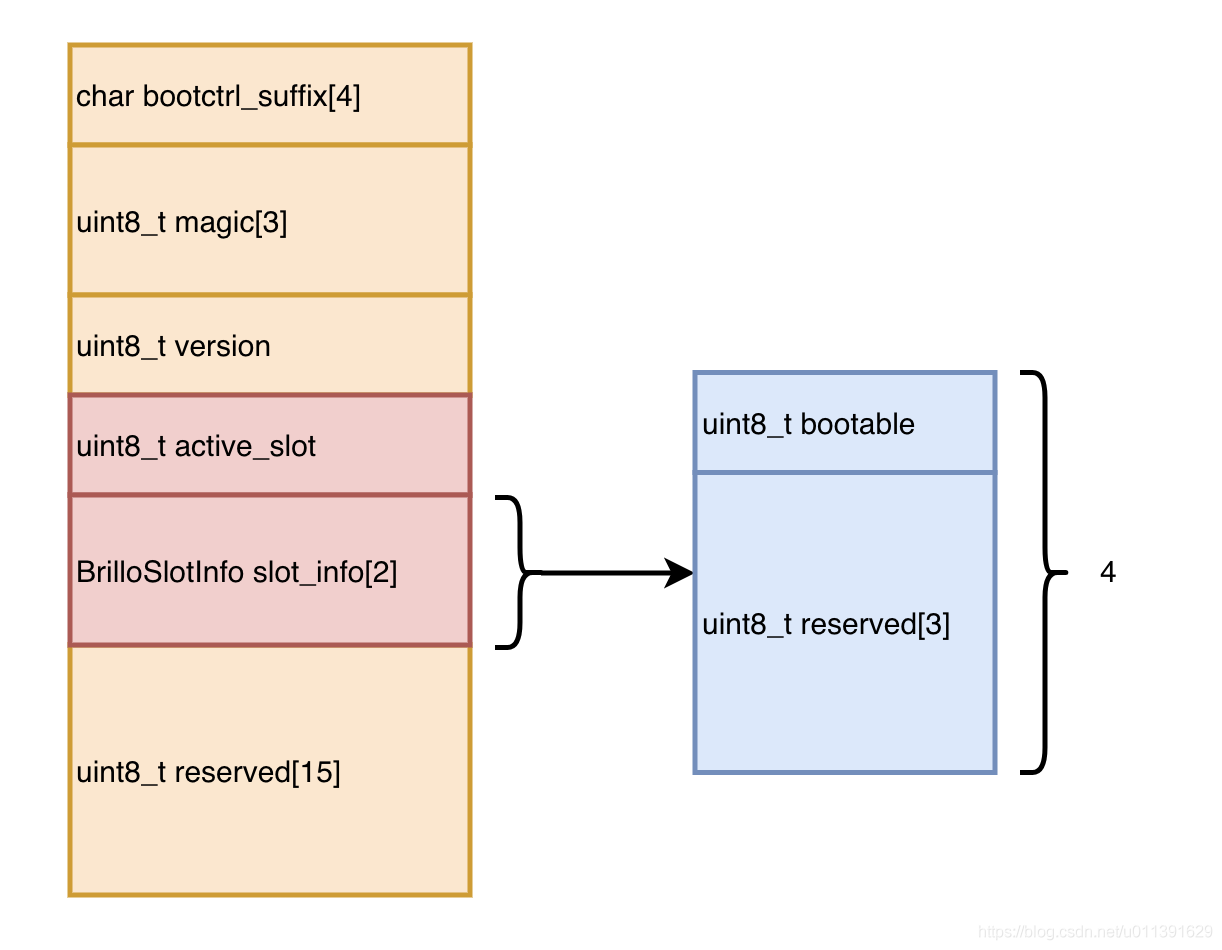 char bootctrl_suffix[4]
uint8_t magic[3]
uint8_t version
uint8_t active_slot
BrilloSlotInfo slot_info[2]
uint8_t reserved[15]
uint8_t bootable
uint8_t reserved[3]
4
https://blog.csdn.net/u011391629